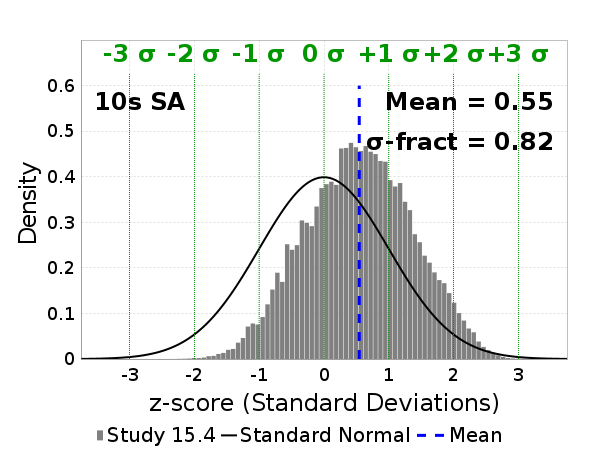 -3 σ -2 σ -1 σ 0 σ +1 σ +2 σ +3 σ
0.6
10s SA
Mean = 0.55
0.5
σ-fract = 0.82
0.4
0.3
0.2
0.1
0
Density
-3 -2 -1 0 1 2 3
z-score (Standard Deviations)
Study 15.4 Standard Normal Mean